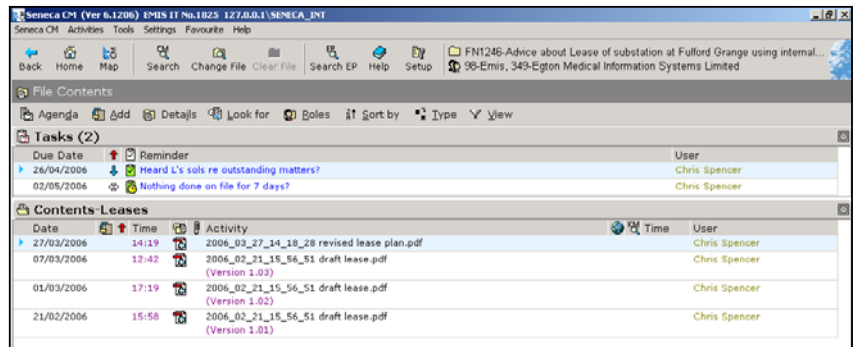 Seneca CM (Ver 6.1206) EMIS IT No.1825 127.0.0.1\SENECA_INT
Seneca CM Activities Tools Settings Favourite Help
Back Home Map Search Change File Clear File Search EP Help Setup
FN1246-Advice about Lease of substation at Fulford Grange using internal...
98-Emis, 349-Egton Medical Information Systems Limited
File Contents
Agenda Add Details Look for Roles Sort by Type View
Tasks (2)
Due Date Reminder User
26/04/2006 Heard L's sols re outstanding matters? Chris Spencer
02/05/2006 Nothing done on file for 7 days? Chris Spencer
Contents-Leases
Date Time Activity Time User
27/03/2006 14:19 2006_03_27_14_18_28 revised lease plan.pdf Chris Spencer
07/03/2006 12:42 2006_02_21_15_56_51 draft lease.pdf Chris Spencer
(Version 1.03)
01/03/2006 17:19 2006_02_21_15_56_51 draft lease.pdf Chris Spencer
(Version 1.02)
21/02/2006 15:58 2006_02_21_15_56_51 draft lease.pdf Chris Spencer
(Version 1.01)